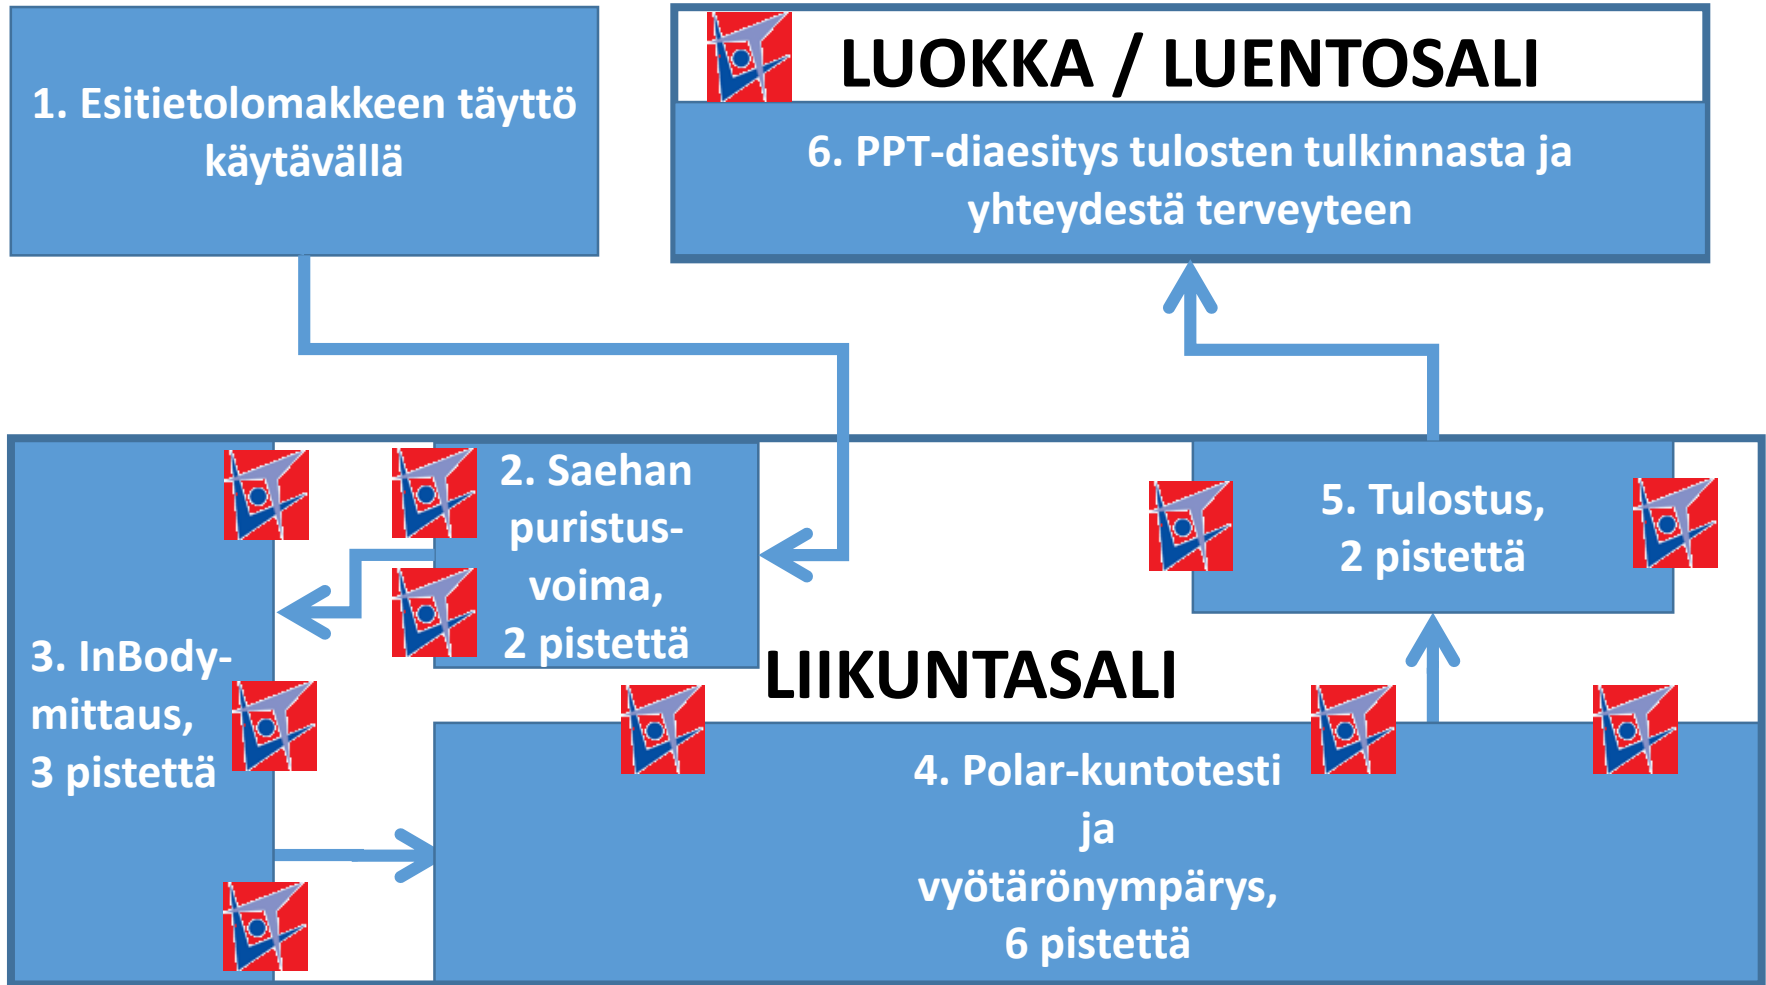 1. Esitietolomakkeen täyttö
käytävällä
LUOKKA / LUENTOSALI
6. PPT-diaesitys tulosten tulkinnasta ja
yhteydestä terveyteen
2. Saehan
puristus-
voima,
2 pistettä
3. InBody-
mittaus,
3 pistettä
LIIKUNTASALI
4. Polar-kuntotesti
ja
vyötärönympärys,
6 pistettä
5. Tulostus,
2 pistettä